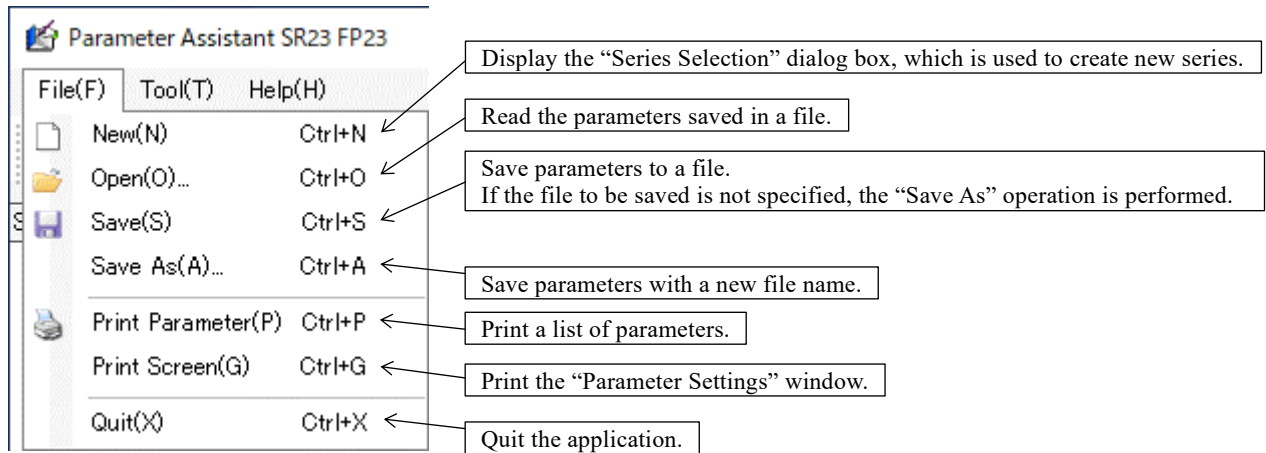 Parameter Assistant SR23 FP23
File(F) Tool(T) Help(H)
New(N) Ctrl+N
Open(O)... Ctrl+O
Save(S) Ctrl+S
Save As(A)... Ctrl+A
Print Parameter(P) Ctrl+P
Print Screen(G) Ctrl+G
Quit(X) Ctrl+X
S
Display the “Series Selection” dialog box, which is used to create new series.
Read the parameters saved in a file.
Save parameters to a file.
If the file to be saved is not specified, the “Save As” operation is performed.
Save parameters with a new file name.
Print a list of parameters.
Print the “Parameter Settings” window.
Quit the application.